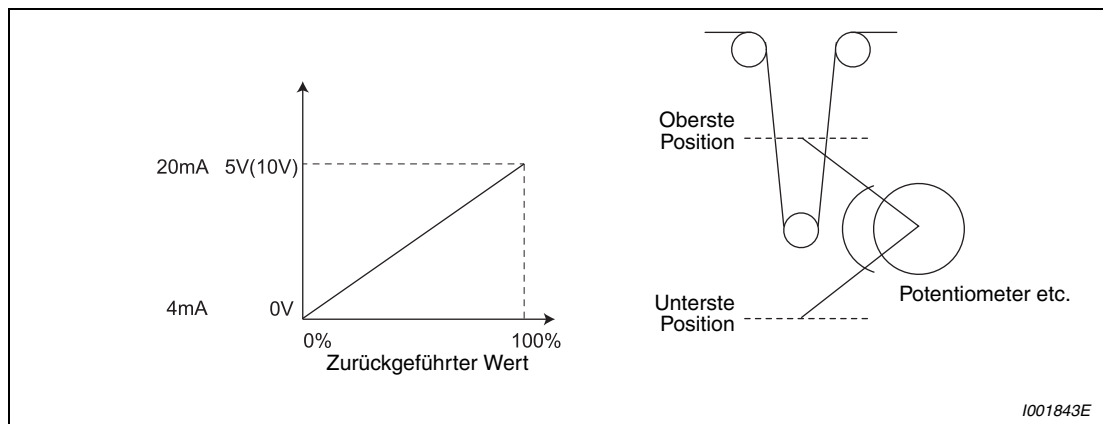 20mA 5V(10V)
4mA 0V
0% 100%
Zurückgeführter Wert
Oberste
Position
Unterste
Position
Potentiometer etc.
I001843E